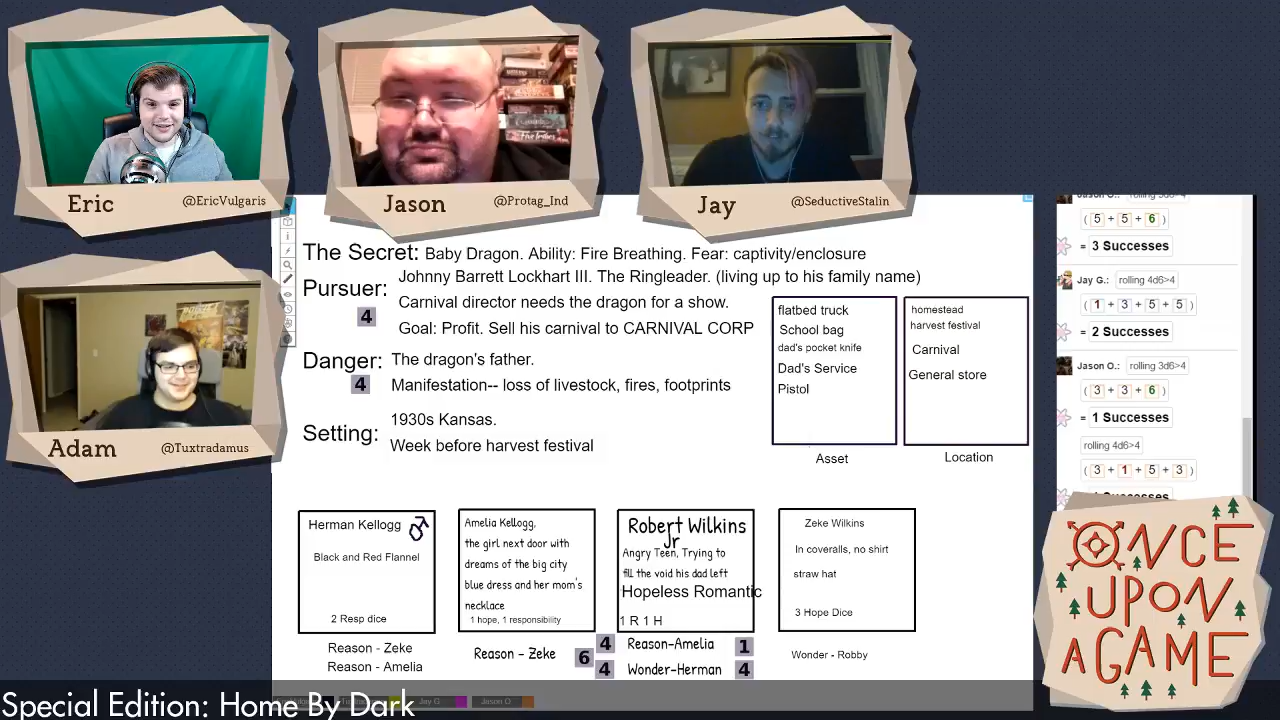 Eric
@EricVulgaris
Jason
@Protag_Ind
Jay
@SeductiveStalin
Adam
@Tuxtradamus
The Secret: Baby Dragon. Ability: Fire Breathing. Fear: captivity/enclosure
Pursuer: Johnny Barrett Lockhart III. The Ringleader. (living up to his family name)
4
Carnival director needs the dragon for a show.
Goal: Profit. Sell his carnival to CARNIVAL CORP
Danger: The dragon's father.
4
Manifestation-- loss of livestock, fires, footprints
Setting: 1930s Kansas.
Week before harvest festival
flatbed truck
School bag
dad's pocket knife
Dad's Service
Pistol
Asset
homestead
harvest festival
Carnival
General store
Location
Herman Kellogg
Black and Red Flannel
2 Resp dice
Reason - Zeke
Reason - Amelia
Amelia Kellogg,
the girl next door with
dreams of the big city
blue dress and her mom's
necklace
1 hope, 1 responsibility
Reason - Zeke 6
Robert Wilkins
Jr
Angry Teen, Trying to
fill the void his dad left
Hopeless Romantic
1 R 1 H
4 Reason-Amelia 1
4 Wonder-Herman 4
Zeke Wilkins
In coveralls, no shirt
straw hat
3 Hope Dice
Wonder - Robby
Jason O.: rolling 3d6>4
( 5 + 5 + 6 )
= 3 Successes
Jay G.: rolling 4d6>4
( 1 + 3 + 5 + 5 )
= 2 Successes
Jason O.: rolling 3d6>4
( 3 + 3 + 6 )
= 1 Successes
rolling 4d6>4
( 3 + 1 + 5 + 3 )
Successes
ONCE
UPON
A GAME
Jay G
Jason O
Special Edition: Home By Dark